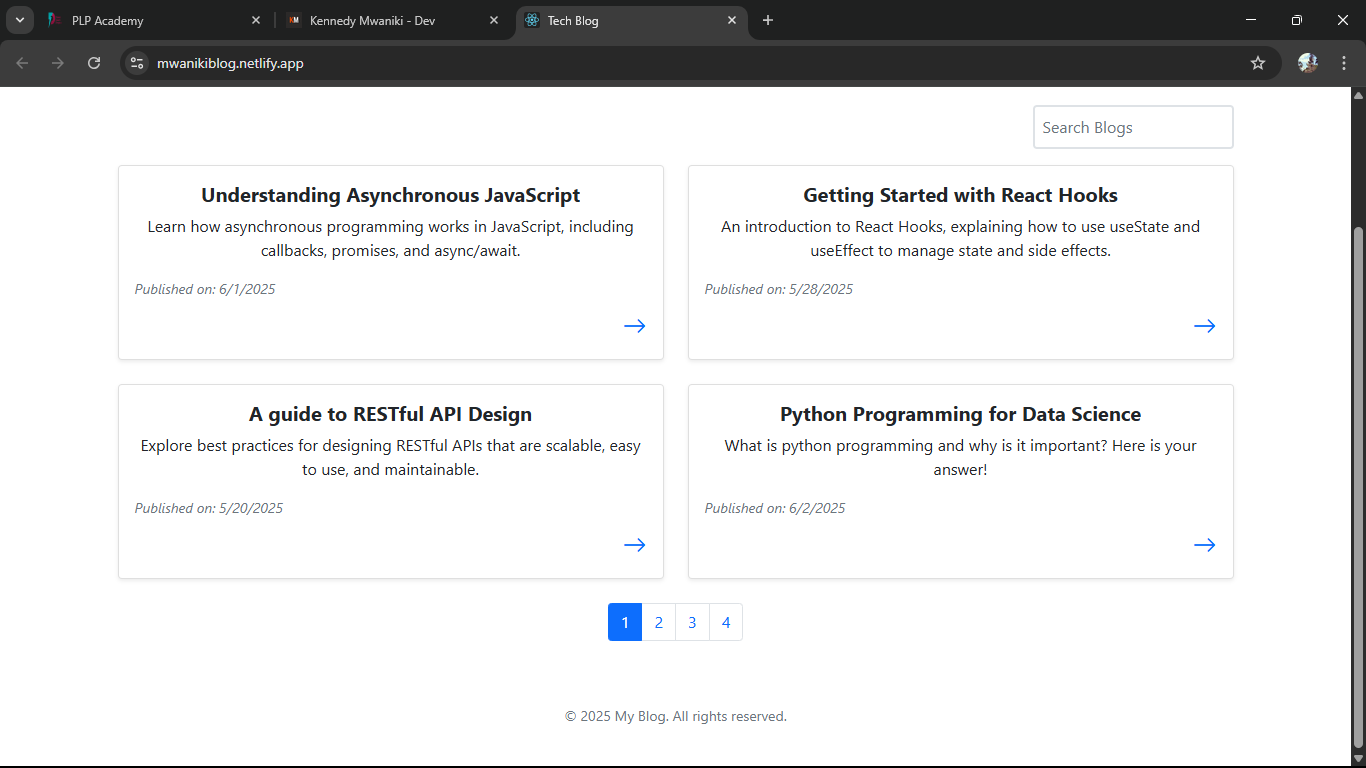 PLP Academy
Kennedy Mwaniki - Dev
Tech Blog
mwanikiblog.netlify.app
Search Blogs
Understanding Asynchronous JavaScript
Learn how asynchronous programming works in JavaScript, including
callbacks, promises, and async/await.
Published on: 6/1/2025
Getting Started with React Hooks
An introduction to React Hooks, explaining how to use useState and
useEffect to manage state and side effects.
Published on: 5/28/2025
A guide to RESTful API Design
Explore best practices for designing RESTful APIs that are scalable, easy
to use, and maintainable.
Published on: 5/20/2025
Python Programming for Data Science
What is python programming and why is it important? Here is your
answer!
Published on: 6/2/2025
1 2 3 4
© 2025 My Blog. All rights reserved.